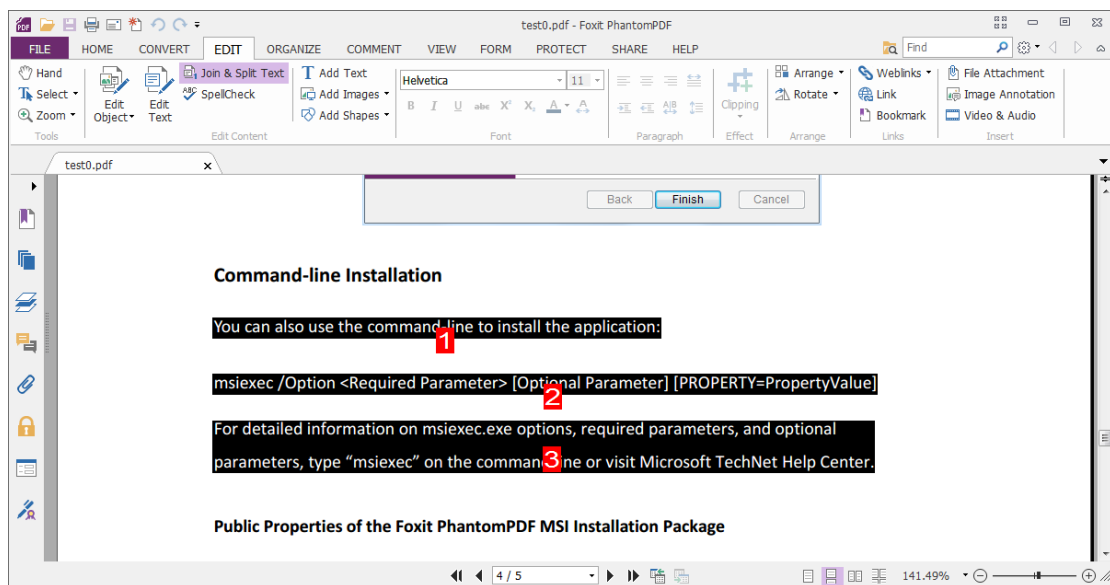 PDF
test0.pdf - Foxit PhantomPDF
FILE HOME CONVERT EDIT ORGANIZE COMMENT VIEW FORM PROTECT SHARE HELP Find
Hand
Select
Zoom
Tools
Edit Object
Edit Text
Join & Split Text
ABC SpellCheck
Edit Content
T Add Text
Add Images
Add Shapes
Helvetica 11
B I U abc X² X₂ A A
Font
AB
Paragraph
Clipping
Effect
Arrange
Rotate
Arrange
Weblinks
Link
Bookmark
Links
File Attachment
Image Annotation
Video & Audio
Insert
test0.pdf x
Back Finish Cancel
Command-line Installation
You can also use the command-line to install the application:
1
msiexec /Option <Required Parameter> [Optional Parameter] [PROPERTY=PropertyValue]
2
For detailed information on msiexec.exe options, required parameters, and optional
parameters, type “msiexec” on the command line or visit Microsoft TechNet Help Center.
3
Public Properties of the Foxit PhantomPDF MSI Installation Package
4 / 5
141.49%